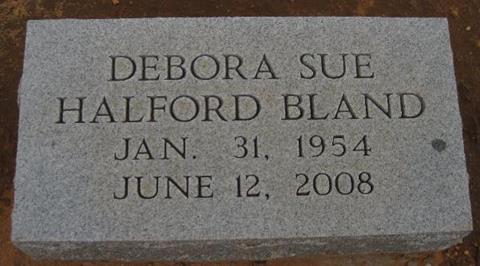 DEBORA SUE
HALFORD BLAND
JAN. 31, 1954
JUNE 12, 2008